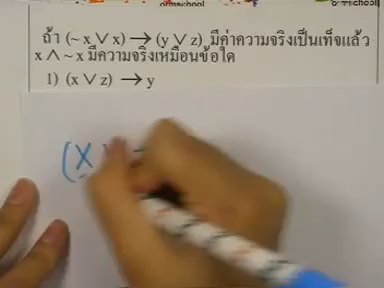 ormschool
ถ้า (~ x ∨ x) → (y ∨ z) มีค่าความจริงเป็นเท็จแล้ว
x ∧ ~ x มีความจริงเหมือนข้อใด
1) (x ∨ z) → y
(x